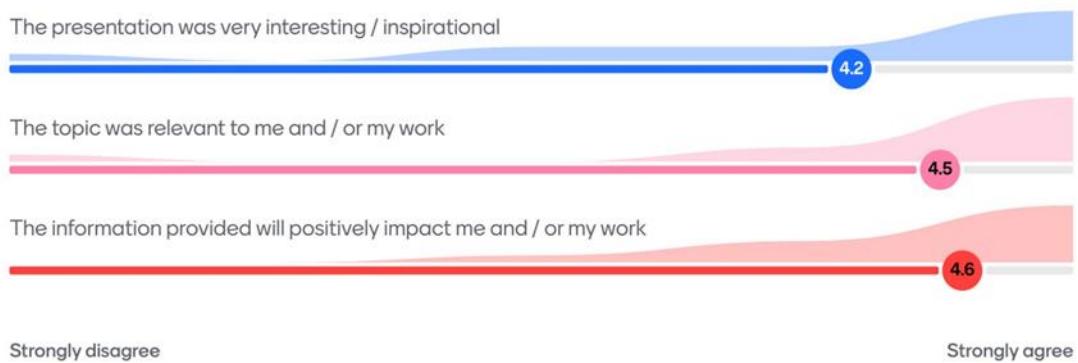 The presentation was very interesting / inspirational
4.2
The topic was relevant to me and / or my work
4.5
The information provided will positively impact me and / or my work
4.6
Strongly disagree
Strongly agree